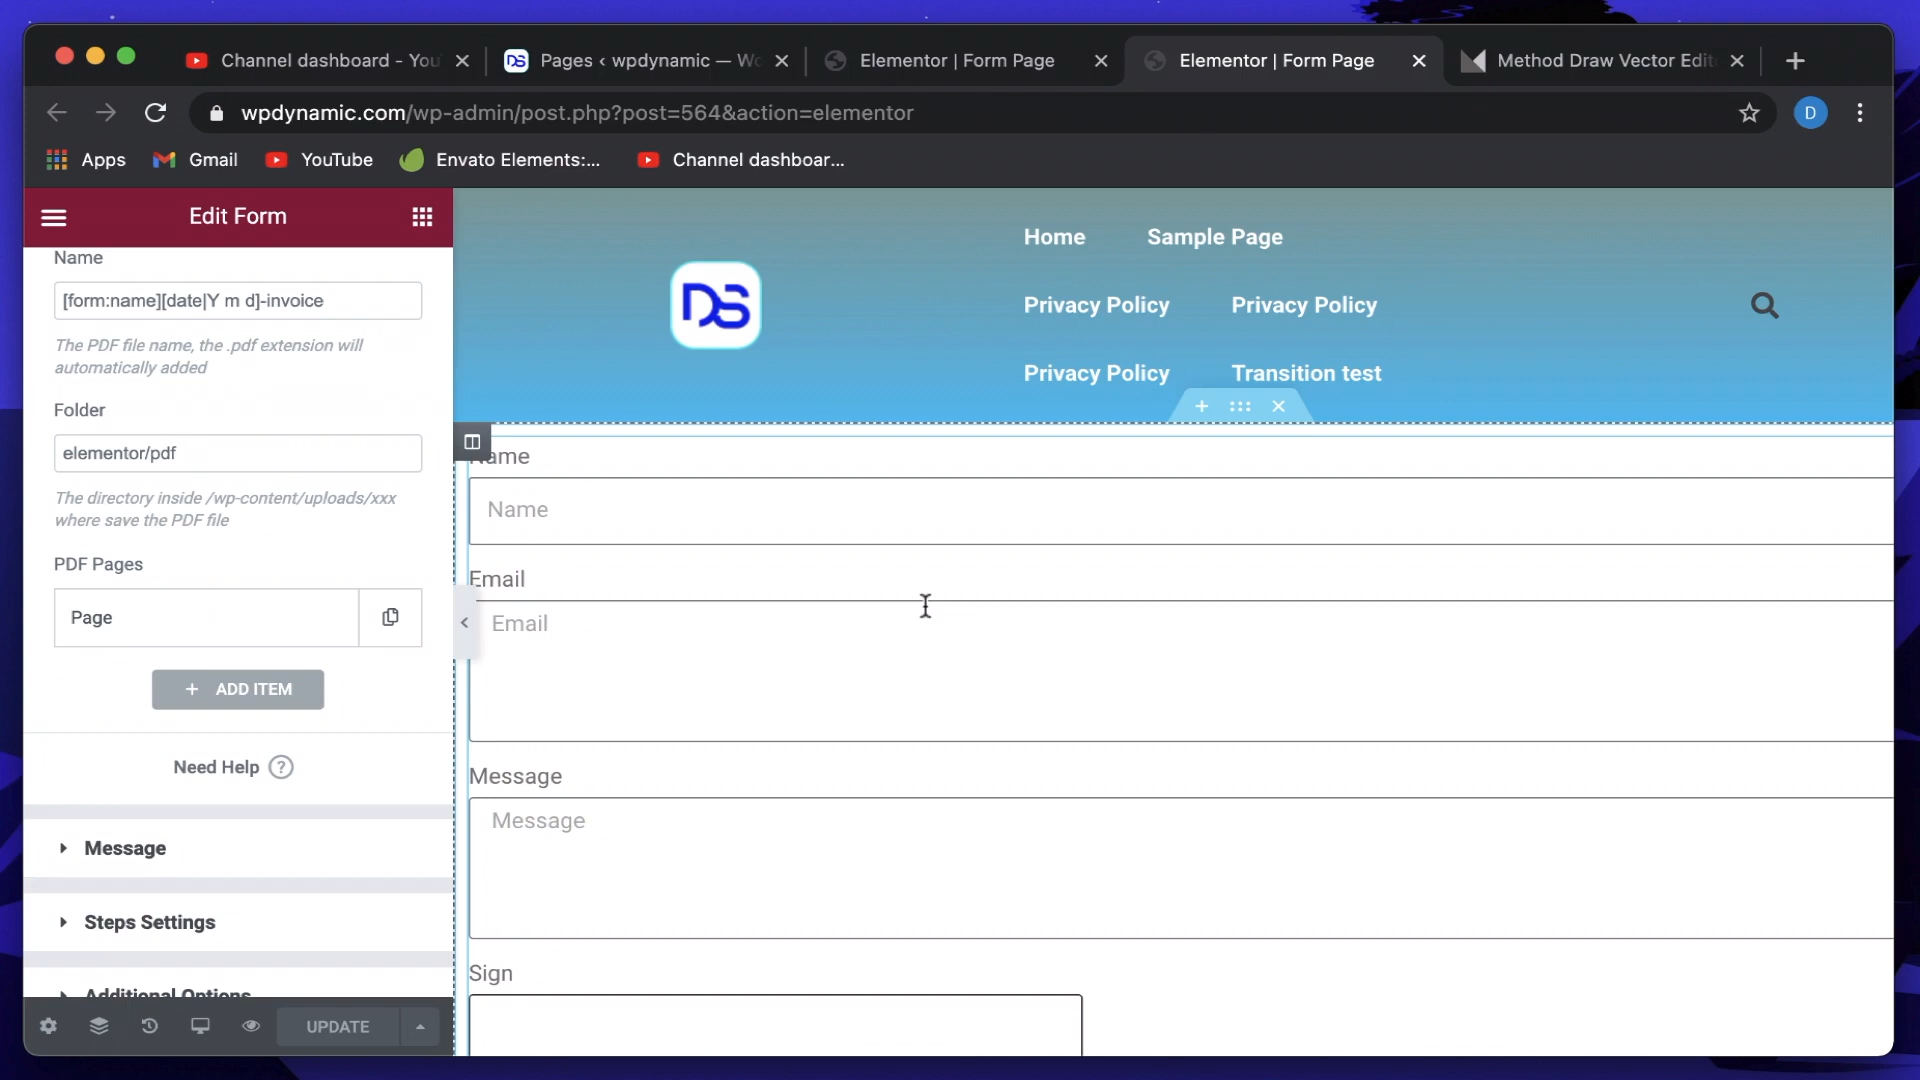 Channel dashboard - You
Pages ‹ wpdynamic — Wo
Elementor | Form Page
Elementor | Form Page
Method Draw Vector Edit
wpdynamic.com/wp-admin/post.php?post=564&action=elementor
D
Apps
Gmail
YouTube
Envato Elements:...
Channel dashboar...
Edit Form
Name
[form:name][date|Y m d]-invoice
The PDF file name, the .pdf extension will
automatically added
Folder
elementor/pdf
The directory inside /wp-content/uploads/xxx
where save the PDF file
PDF Pages
Page
+ ADD ITEM
Need Help ?
Message
Steps Settings
Additional Options
UPDATE
DS
Home
Sample Page
Privacy Policy
Privacy Policy
Privacy Policy
Transition test
Name
Name
Email
Email
Message
Message
Sign